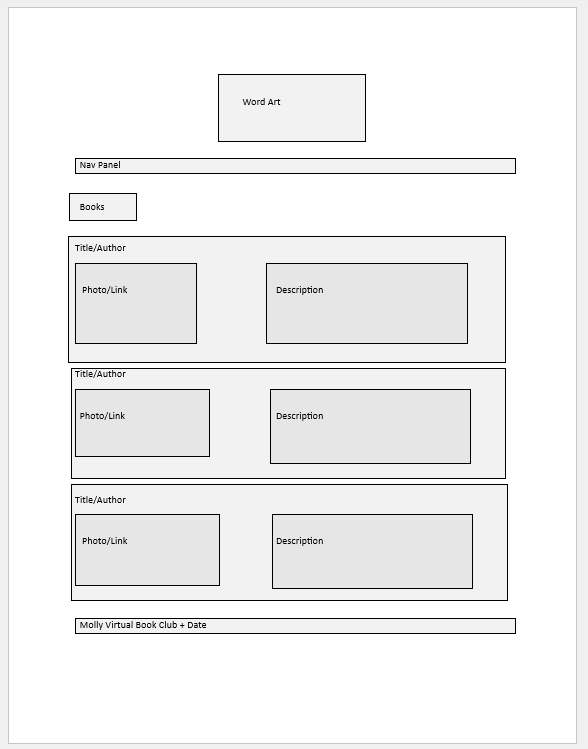 Word Art
Nav Panel
Books
Title/Author
Photo/Link
Description
Title/Author
Photo/Link
Description
Title/Author
Photo/Link
Description
Molly Virtual Book Club + Date